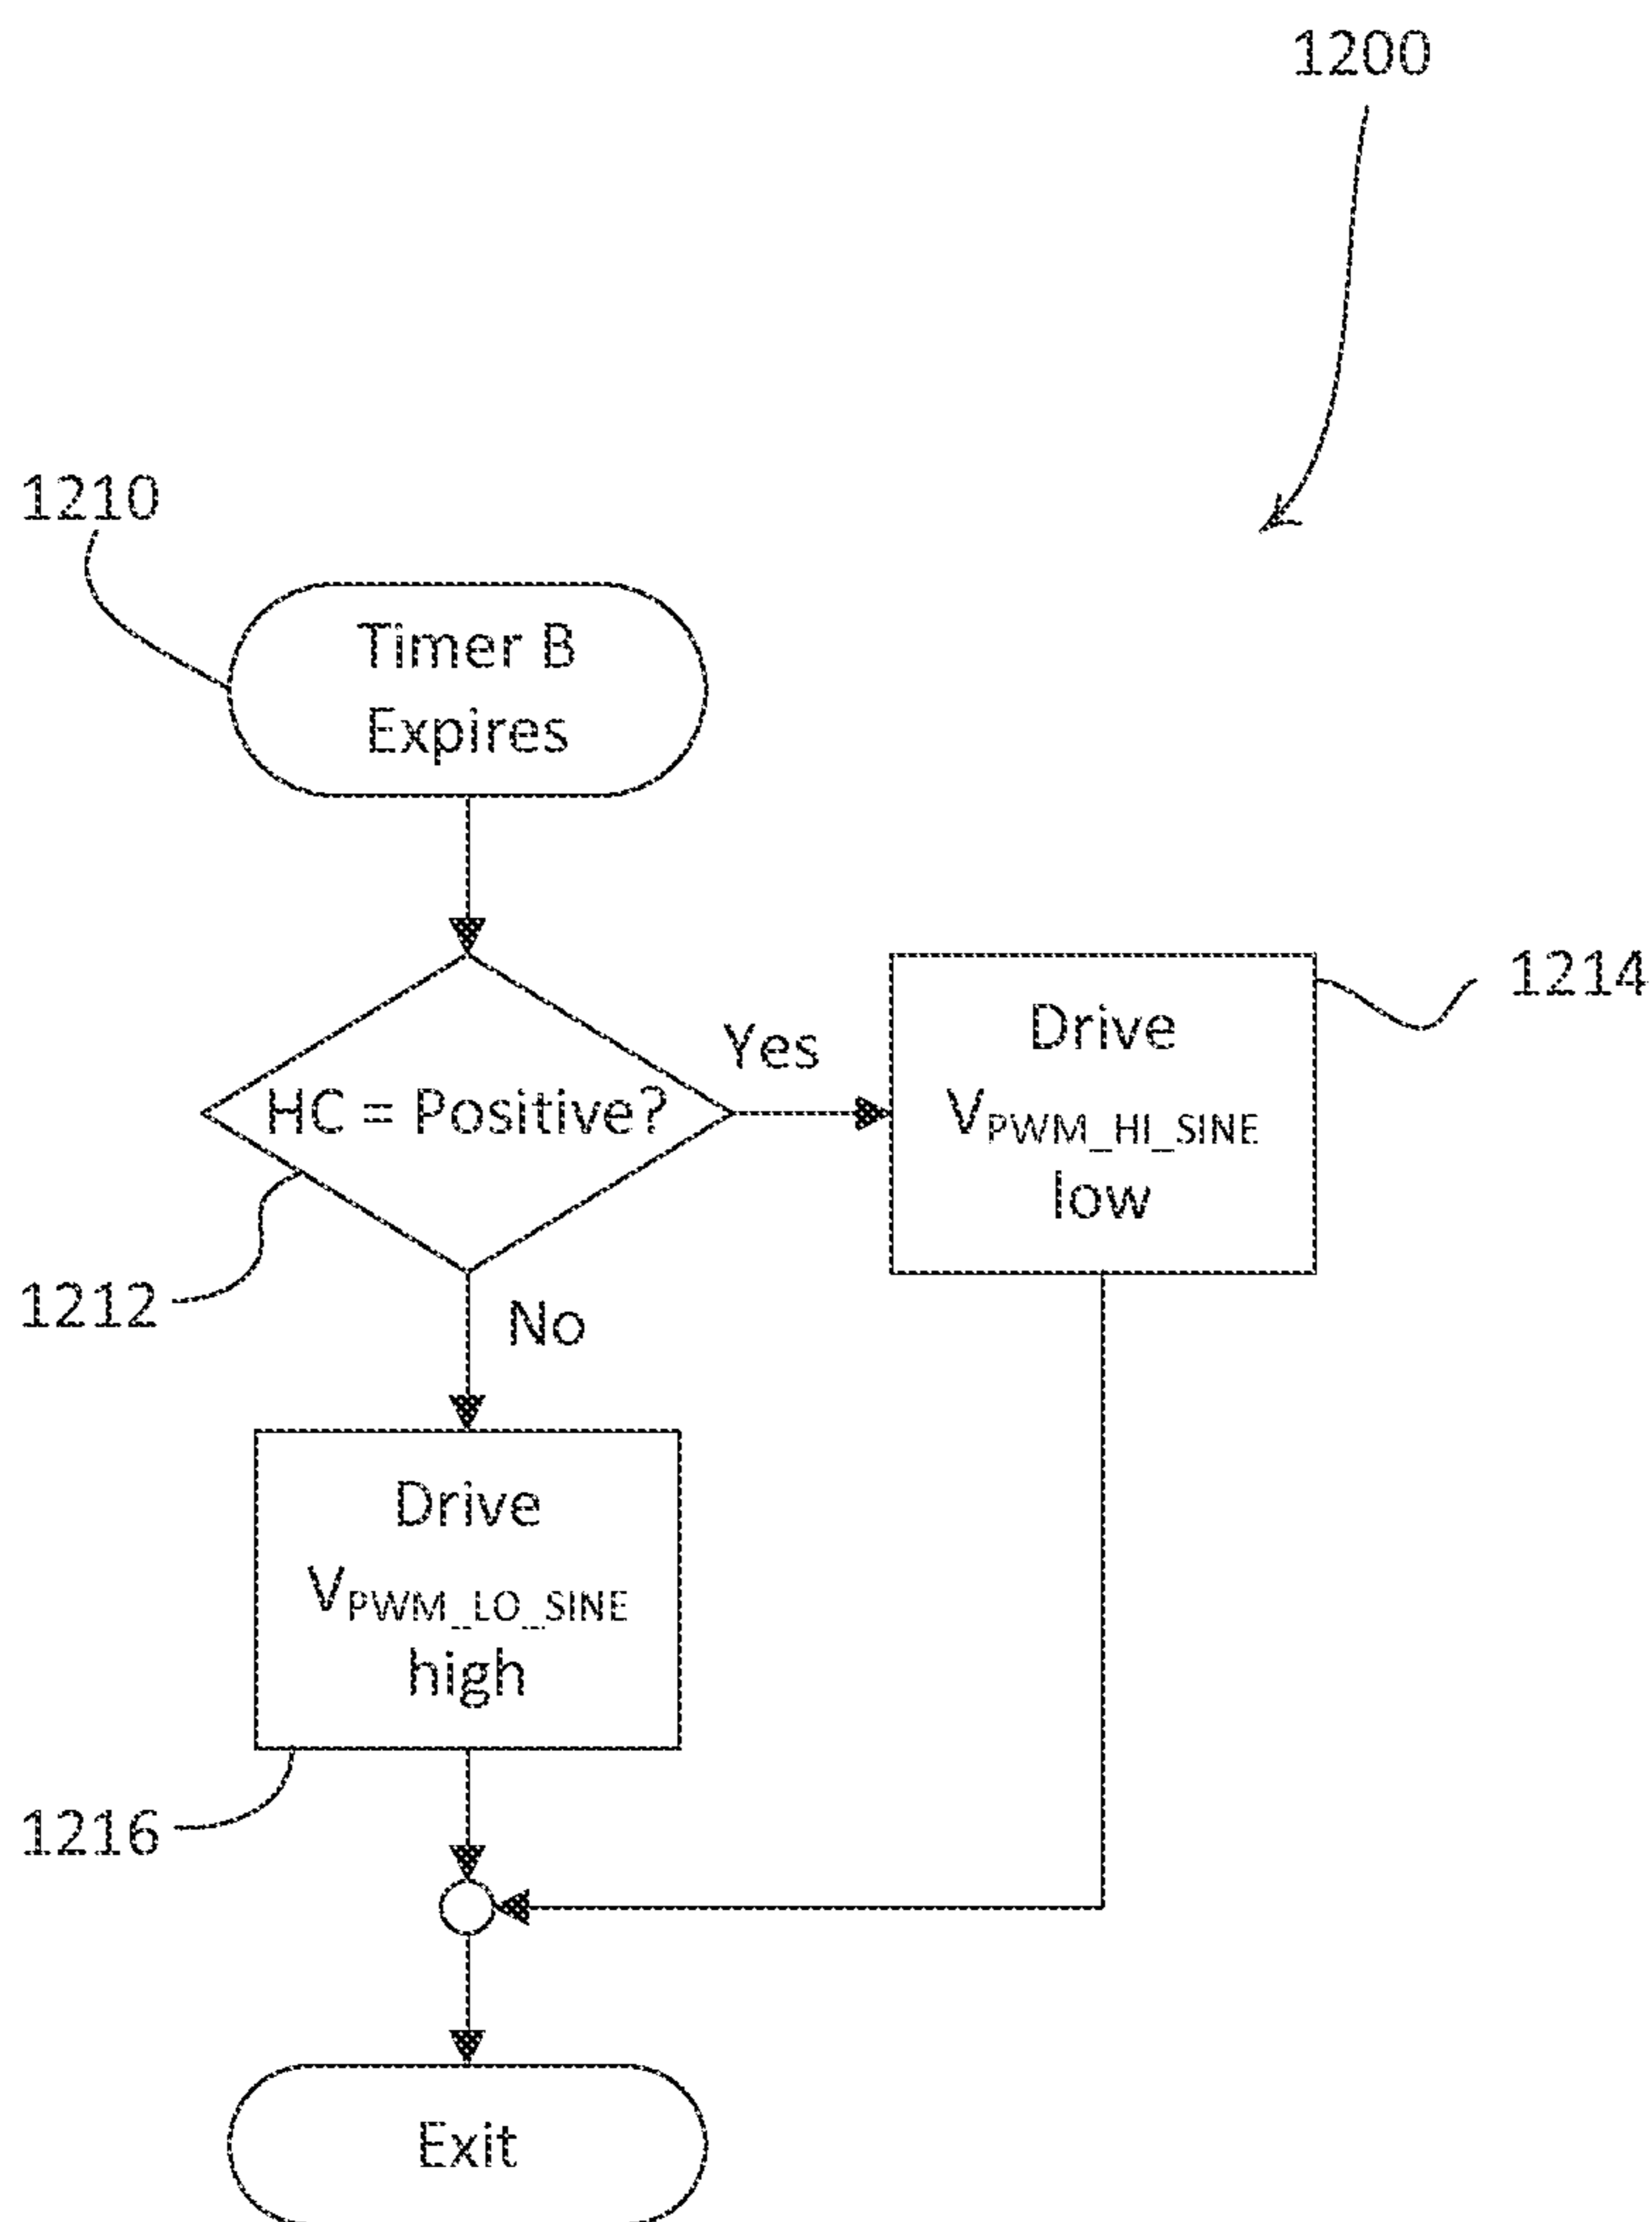 1200
1210
Timer B
Expires
HC = Positive?
Yes
Drive
VPWM_HI_SINE
low
1214
1212
No
Drive
VPWM_LO_SINE
high
1216
Exit